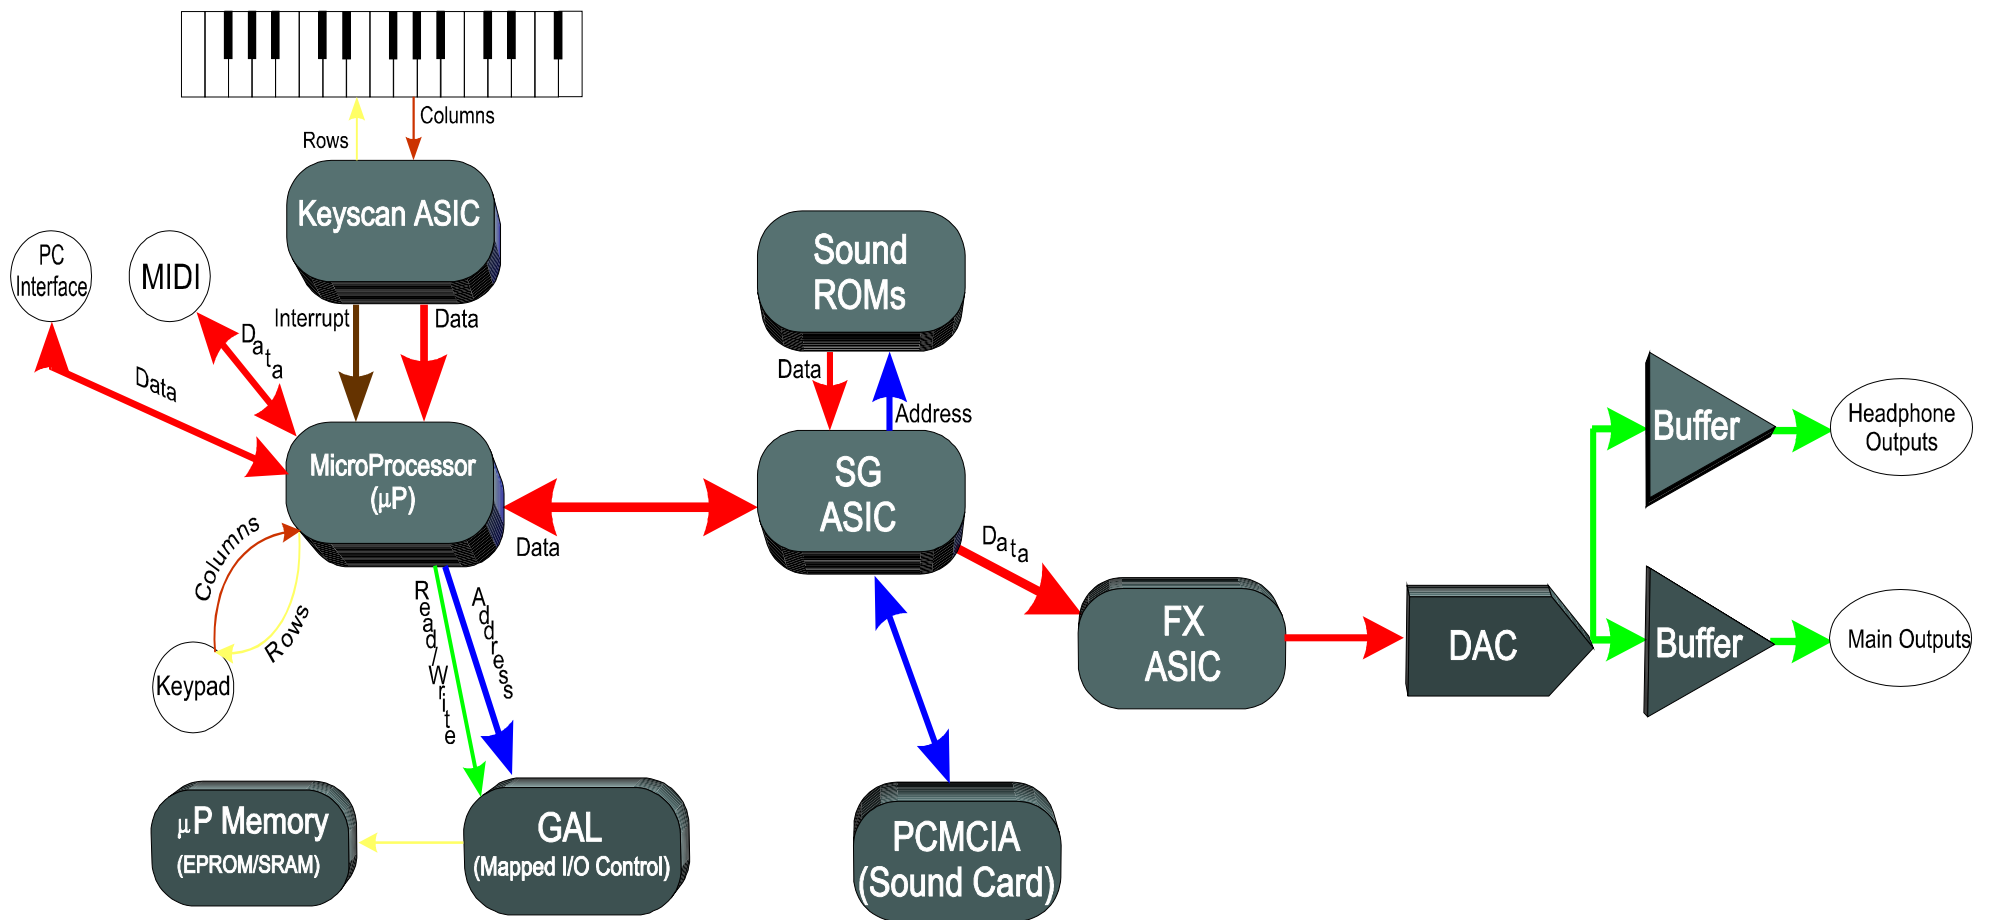 Columns
Rows
Keyscan ASIC
PC
Interface
MIDI
Interrupt
Data
Data
Data
Sound
ROMs
Data
Address
MicroProcessor
(μP)
SG
ASIC
Data
Data
Columns
Rows
Keypad
Read/Write
Address
μP Memory
(EPROM/SRAM)
GAL
(Mapped I/O Control)
PCMCIA
(Sound Card)
FX
ASIC
DAC
Buffer
Headphone
Outputs
Buffer
Main Outputs